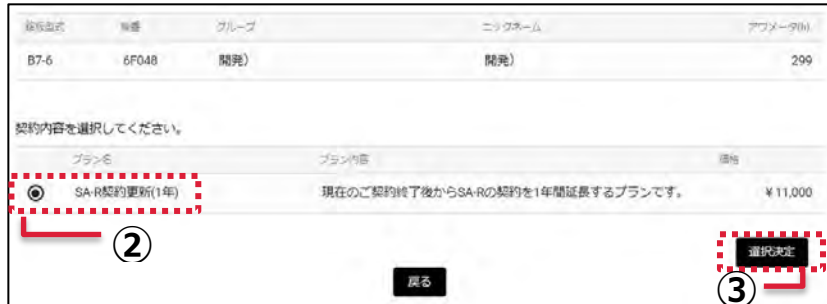 機種型式 機番 グループ ニックネーム アワメータ(h)
B7-6 6F048 開発) 開発) 299
契約内容を選択してください。
プラン名 プラン内容 価格
SA-R契約更新(1年) 現在のご契約終了後からSA-Rの契約を1年間延長するプランです。 ¥11,000
②
選択決定
戻る
③